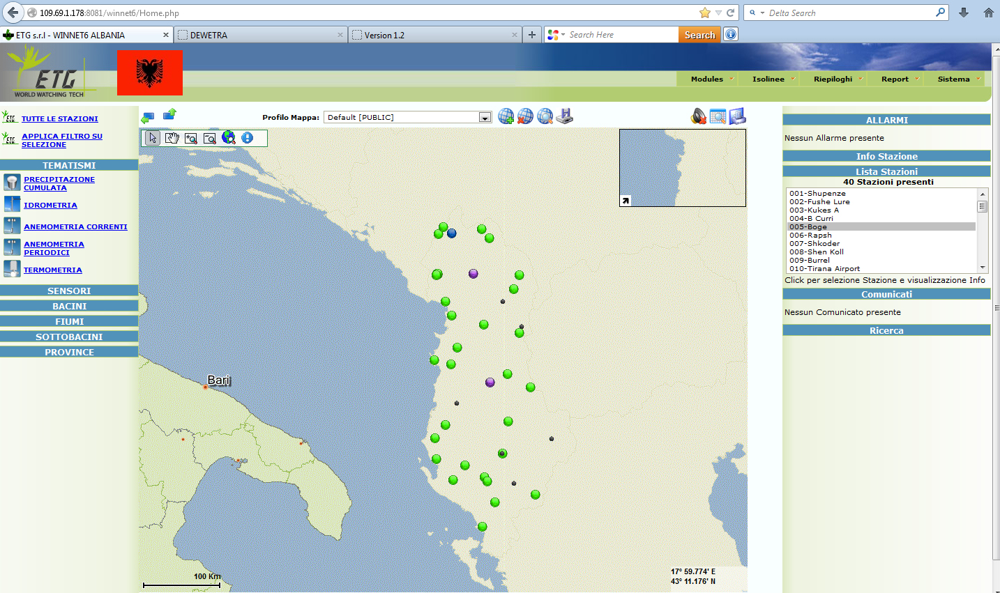 109.69.1.178:8081/winnet6/Home.php
Delta Search
ETG s.r.l - WINNET6 ALBANIA
DEWETRA
Version 1.2
Search Here
Search
ETG
WORLD WATCHING TECH
Modules
Isolinee
Riepiloghi
Report
Sistema
TUTTE LE STAZIONI
APPLICA FILTRO SU
SELEZIONE
TEMATISMI
PRECIPITAZIONE
CUMULATA
IDROMETRIA
ANEMOMETRIA CORRENTI
ANEMOMETRIA
PERIODICI
TERMOMETRIA
SENSORI
BACINI
FIUMI
SOTTOBACINI
PROVINCE
Profilo Mappa:
Default [PUBLIC]
Bari
100 Km
17° 59.774' E
43° 11.176' N
ALLARMI
Nessun Allarme presente
Info Stazione
Lista Stazioni
40 Stazioni presenti
001-Shupenze
002-Fushe Lure
003-Kukes A
004-B Curri
005-Boge
006-Rapsh
007-Shkoder
008-Shen Koll
009-Burrel
010-Tirana Airport
Click per selezione Stazione e visualizzazione Info
Comunicati
Nessun Comunicato presente
Ricerca